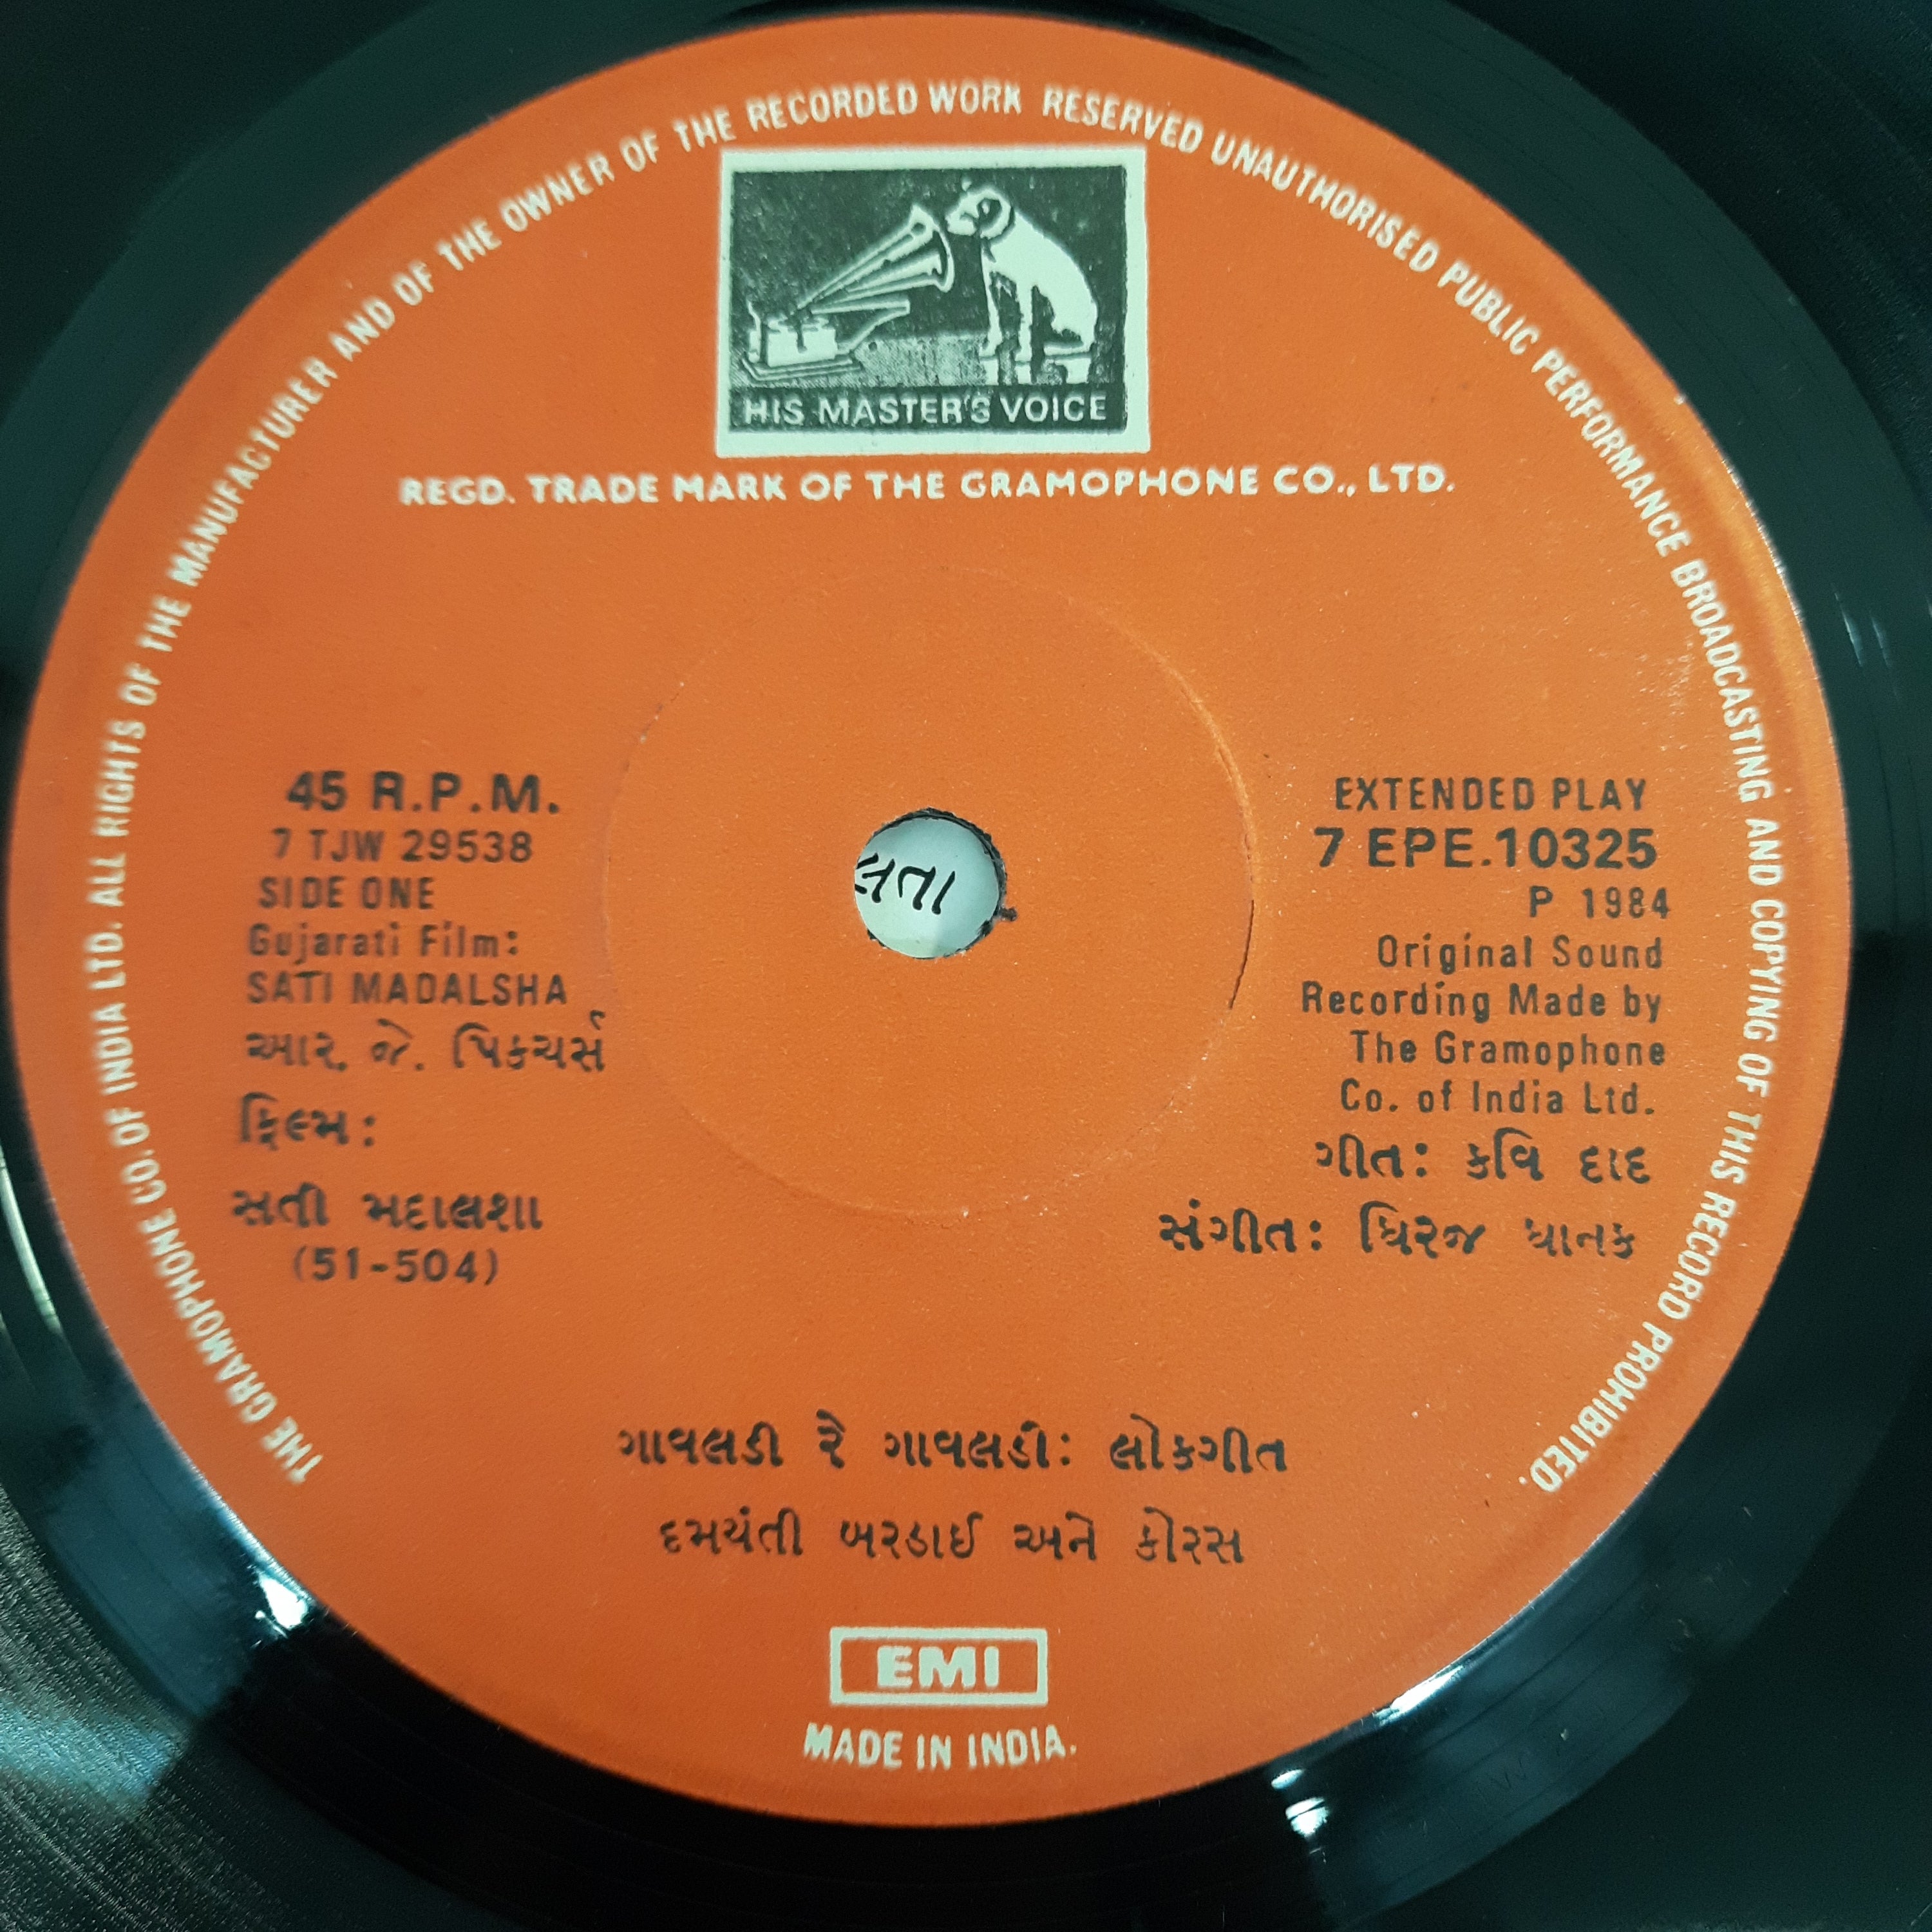 THE GRAMOPHONE CO. OF INDIA LTD. ALL RIGHTS OF THE MANUFACTURER AND OF THE OWNER OF THE RECORDED WORK RESERVED UNAUTHORISED PUBLIC PERFORMANCE BROADCASTING AND COPYING OF THIS RECORD PROHIBITED.
HIS MASTER'S VOICE
REGD. TRADE MARK OF THE GRAMOPHONE CO., LTD.
45 R.P.M.
7 TJW 29538
SIDE ONE
Gujarati Film:
SATI MADALSHA
આર. જે. પિકચર્સ
ફિલ્મ:
સતી મદાલશા
(51-504)
લતા
EXTENDED PLAY
7 EPE.10325
P 1984
Original Sound
Recording Made by
The Gramophone
Co. of India Ltd.
ગીત: કવિ દાદ
સંગીત: ધિરજ ધાનક
ગાવલડી રે ગાવલડી: લોકગીત
દમયંતી બરડાઈ અને કોરસ
EMI
MADE IN INDIA.